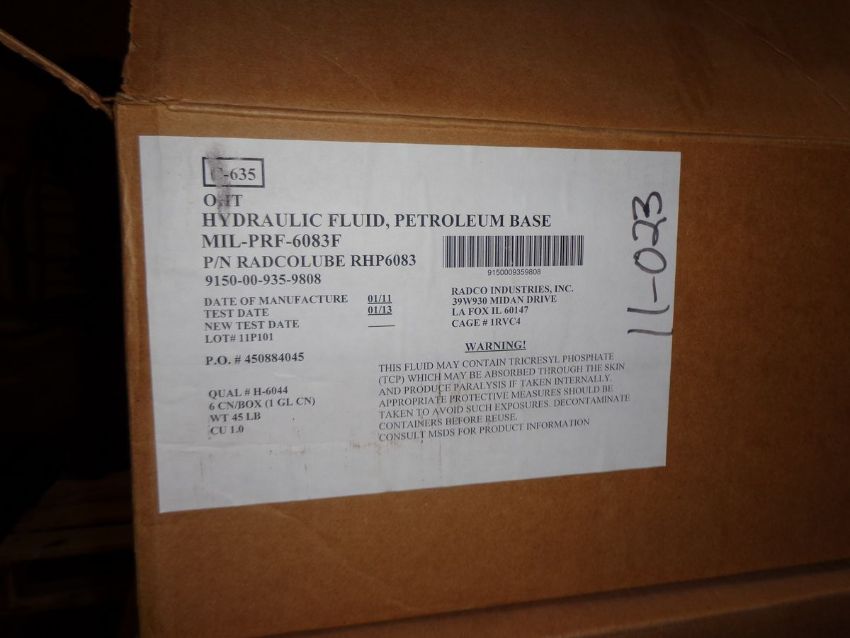 C-635
OHT
HYDRAULIC FLUID, PETROLEUM BASE
MIL-PRF-6083F
P/N RADCOLUBE RHP6083
9150-00-935-9808
9150009359808
DATE OF MANUFACTURE 01/11
TEST DATE 01/13
NEW TEST DATE ____
LOT# 11P101
P.O. # 450884045
QUAL # H-6044
6 CN/BOX (1 GL CN)
WT 45 LB
CU 1.0
RADCO INDUSTRIES, INC.
39W930 MIDAN DRIVE
LA FOX IL 60147
CAGE # 1RVC4
WARNING!
THIS FLUID MAY CONTAIN TRICRESYL PHOSPHATE
(TCP) WHICH MAY BE ABSORBED THROUGH THE SKIN
AND PRODUCE PARALYSIS IF TAKEN INTERNALLY.
APPROPRIATE PROTECTIVE MEASURES SHOULD BE
TAKEN TO AVOID SUCH EXPOSURES. DECONTAMINATE
CONTAINERS BEFORE REUSE.
CONSULT MSDS FOR PRODUCT INFORMATION
11-023